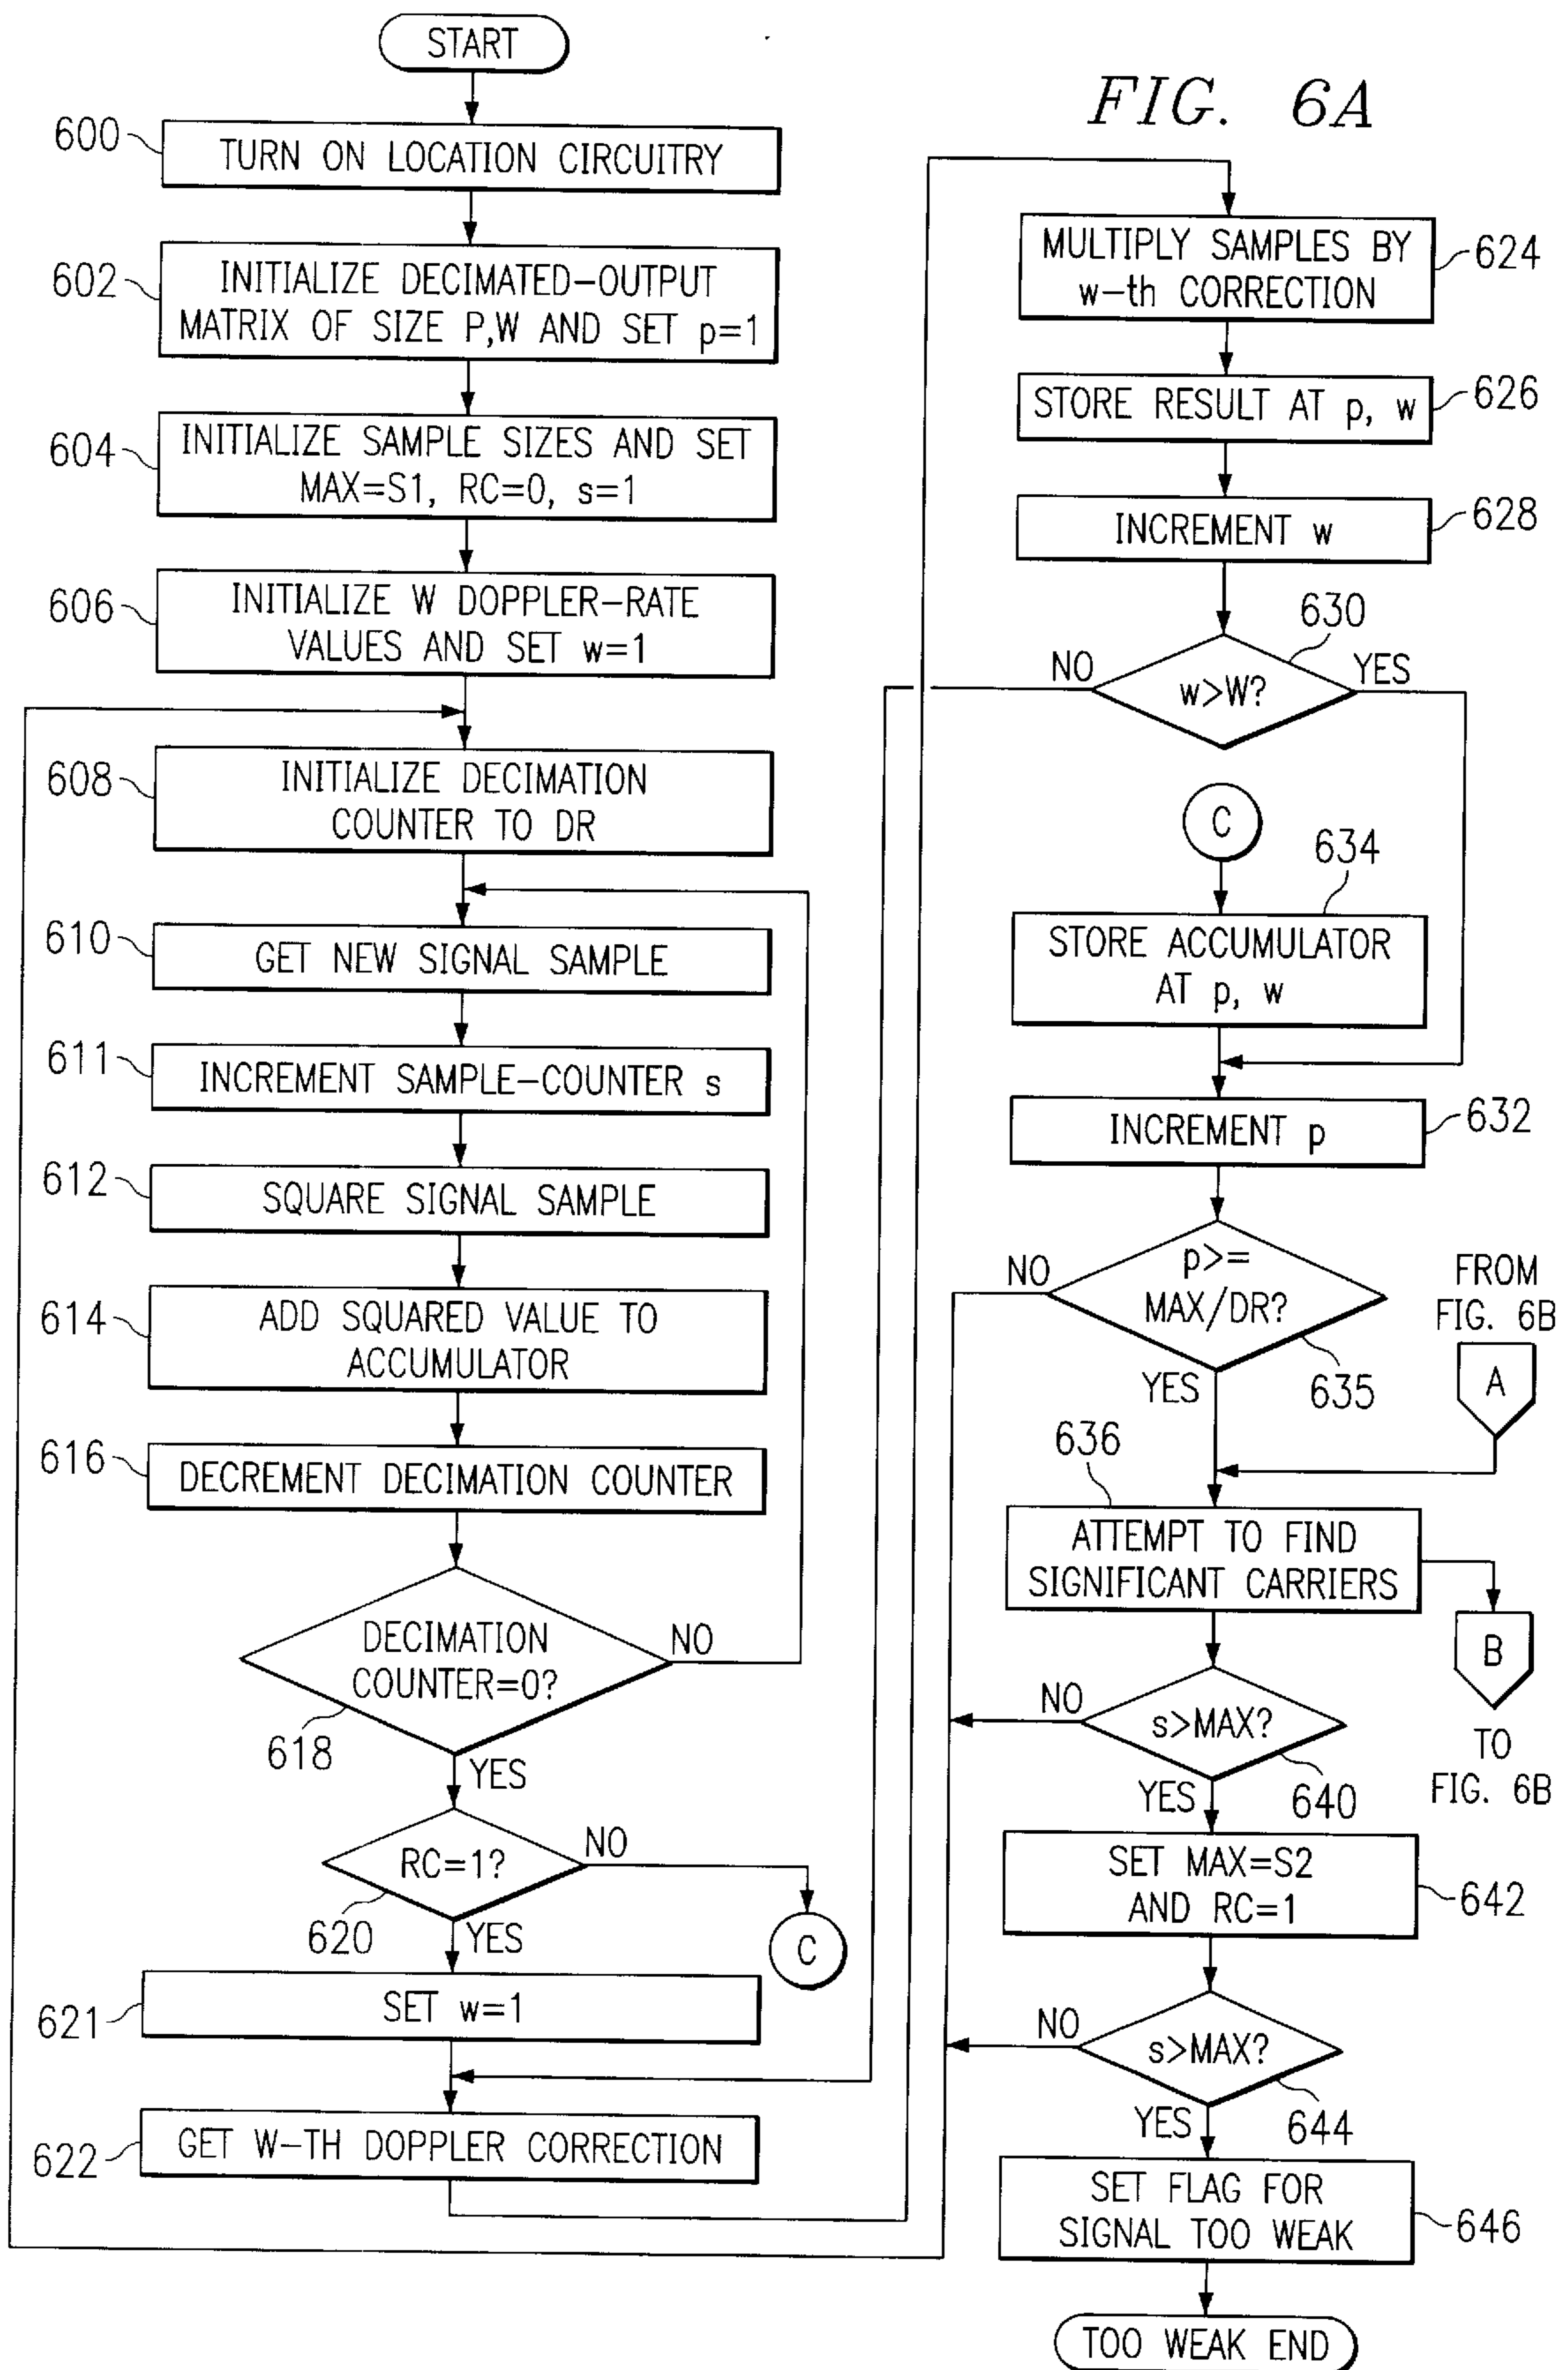 START
FIG. 6A
600
TURN ON LOCATION CIRCUITRY
602
INITIALIZE DECIMATED-OUTPUT
MATRIX OF SIZE P,W AND SET p=1
604
INITIALIZE SAMPLE SIZES AND SET
MAX=S1, RC=0, s=1
606
INITIALIZE W DOPPLER-RATE
VALUES AND SET w=1
608
INITIALIZE DECIMATION
COUNTER TO DR
610
GET NEW SIGNAL SAMPLE
611
INCREMENT SAMPLE-COUNTER s
612
SQUARE SIGNAL SAMPLE
614
ADD SQUARED VALUE TO
ACCUMULATOR
616
DECREMENT DECIMATION COUNTER
DECIMATION
COUNTER=0?
NO
618
YES
RC=1?
NO
620
YES
C
621
SET w=1
622
GET W-TH DOPPLER CORRECTION
MULTIPLY SAMPLES BY
w-th CORRECTION
624
STORE RESULT AT p, w
626
INCREMENT w
628
630
NO
w>W?
YES
C
634
STORE ACCUMULATOR
AT p, w
INCREMENT p
632
NO
p>=
MAX/DR?
635
YES
FROM
FIG. 6B
A
636
ATTEMPT TO FIND
SIGNIFICANT CARRIERS
B
TO
FIG. 6B
NO
s>MAX?
640
YES
SET MAX=S2
AND RC=1
642
NO
s>MAX?
644
YES
SET FLAG FOR
SIGNAL TOO WEAK
646
TOO WEAK END